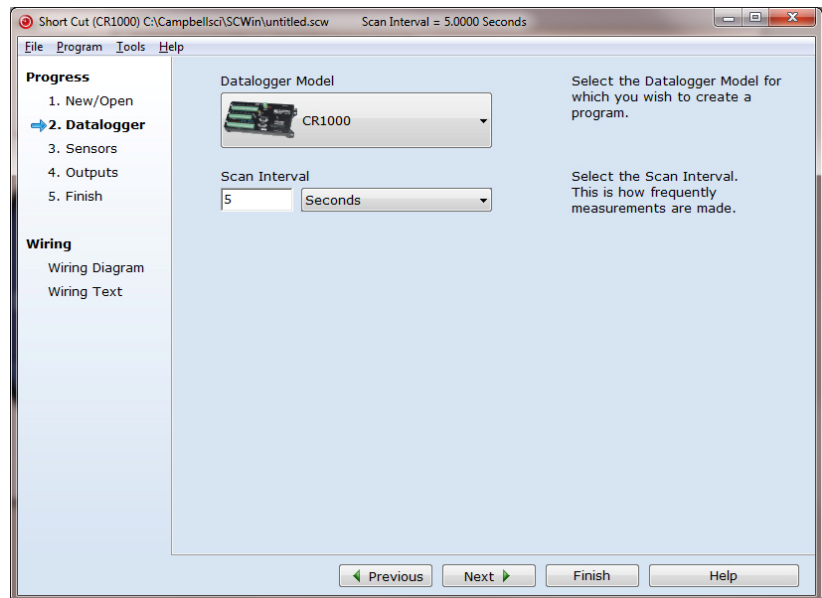 Short Cut (CR1000) C:\Campbellsci\SCWin\untitled.scw Scan Interval = 5.0000 Seconds
File Program Tools Help
Progress
1. New/Open
2. Datalogger
3. Sensors
4. Outputs
5. Finish
Wiring
Wiring Diagram
Wiring Text
Datalogger Model
CR1000
Select the Datalogger Model for
which you wish to create a
program.
Scan Interval
5 Seconds
Select the Scan Interval.
This is how frequently
measurements are made.
Previous Next Finish Help